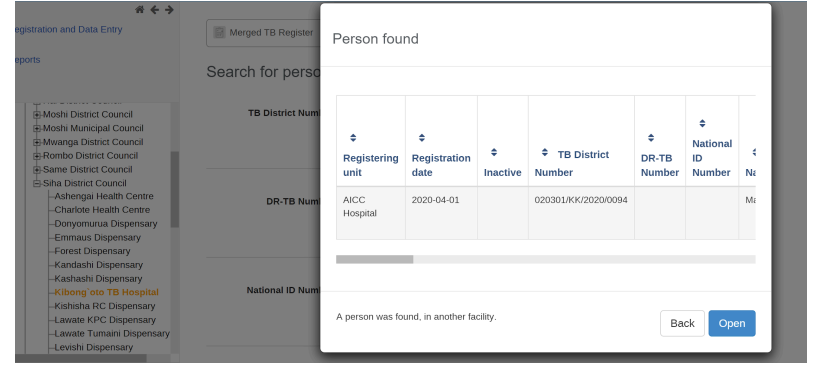 egistration and Data Entry
eports
Moshi District Council
Moshi Municipal Council
Mwanga District Council
Rombo District Council
Same District Council
Siha District Council
Ashengai Health Centre
Charlote Health Centre
Donyomurua Dispensary
Emmaus Dispensary
Forest Dispensary
Kandashi Dispensary
Kashashi Dispensary
Kibong`oto TB Hospital
Kishisha RC Dispensary
Lawate KPC Dispensary
Lawate Tumaini Dispensary
Levishi Dispensary
Merged TB Register
Search for perso
TB District Num
DR-TB Num
National ID Num
Person found
Registering unit
Registration date
Inactive
TB District Number
DR-TB Number
National ID Number
Na
AICC Hospital
2020-04-01
020301/KK/2020/0094
Ma
A person was found, in another facility.
Back
Open